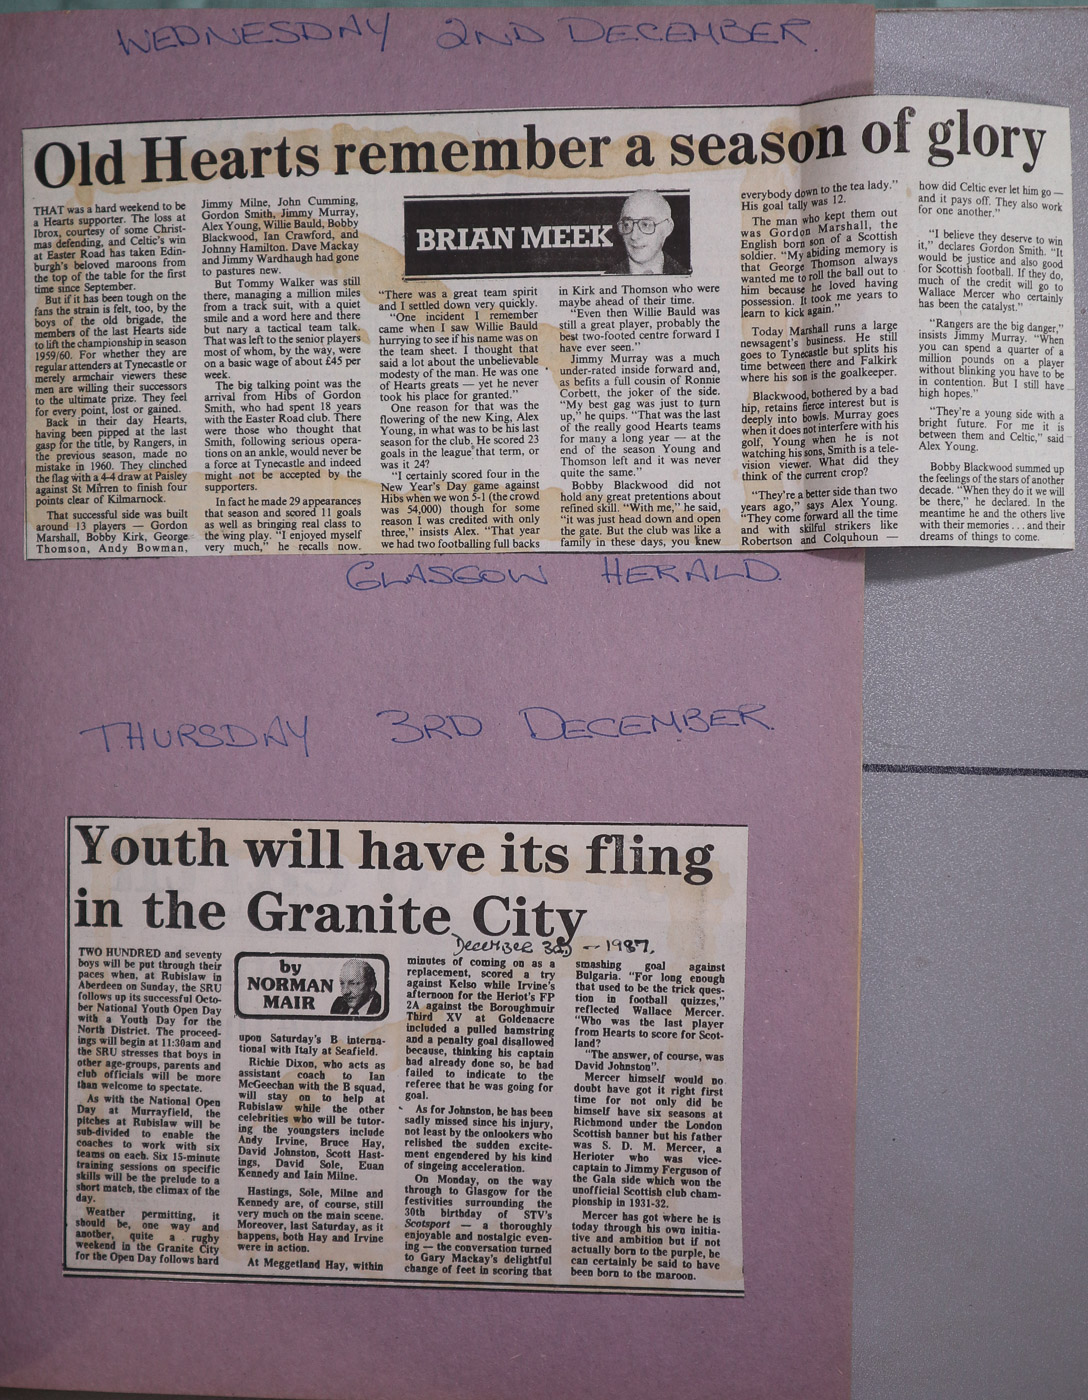 WEDNESDAY 2ND DECEMBER.
Old Hearts remember a season of glory
THAT was a hard weekend to be
a Hearts supporter. The loss at
Ibrox, courtesy of some Christ-
mas defending, and Celtic's win
at Easter Road has taken Edin-
burgh's beloved maroons from
the top of the table for the first
time since September.
But if it has been tough on the
fans the strain is felt, too, by the
boys of the old brigade, the
members of the last Hearts side
to lift the championship in season
1959/60. For whether they are
regular attenders at Tynecastle or
merely armchair viewers these
men are willing their successors
to the ultimate prize. They feel
for every point, lost or gained.
Back in their day Hearts,
having been pipped at the last
gasp for the title, by Rangers, in
the previous season, made no
mistake in 1960. They clinched
the flag with a 4-4 draw at Paisley
against St Mirren to finish four
points clear of Kilmarnock.
That successful side was built
around 13 players — Gordon
Marshall, Bobby Kirk, George
Thomson, Andy Bowman,
Jimmy Milne, John Cumming,
Gordon Smith, Jimmy Murray,
Alex Young, Willie Bauld, Bobby
Blackwood, Ian Crawford, and
Johnny Hamilton. Dave Mackay
and Jimmy Wardhaugh had gone
to pastures new.
But Tommy Walker was still
there, managing a million miles
from a track suit, with a quiet
smile and a word here and there
but nary a tactical team talk.
That was left to the senior players
most of whom, by the way, were
on a basic wage of about £45 per
week.
The big talking point was the
arrival from Hibs of Gordon
Smith, who had spent 18 years
with the Easter Road club. There
were those who thought that
Smith, following serious opera-
tions on an ankle, would never be
a force at Tynecastle and indeed
might not be accepted by the
supporters.
In fact he made 29 appearances
that season and scored 11 goals
as well as bringing real class to
the wing play. "I enjoyed myself
very much," he recalls now.
BRIAN MEEK
"There was a great team spirit
and I settled down very quickly.
"One incident I remember
came when I saw Willie Bauld
hurrying to see if his name was on
the team sheet. I thought that
said a lot about the unbelievable
modesty of the man. He was one
of Hearts greats — yet he never
took his place for granted."
One reason for that was the
flowering of the new King, Alex
Young, in what was to be his last
season for the club. He scored 23
goals in the league that term, or
was it 24?
"I certainly scored four in the
New Year's Day game against
Hibs when we won 5-1 (the crowd
was 54,000) though for some
reason I was credited with only
three," insists Alex. "That year
we had two footballing full backs
in Kirk and Thomson who were
maybe ahead of their time.
"Even then Willie Bauld was
still a great player, probably the
best two-footed centre forward I
have ever seen."
Jimmy Murray was a much
under-rated inside forward and,
as befits a full cousin of Ronnie
Corbett, the joker of the side.
"My best gag was just to turn
up," he quips. "That was the last
of the really good Hearts teams
for many a long year — at the
end of the season Young and
Thomson left and it was never
quite the same."
Bobby Blackwood did not
hold any great pretentions about
refined skill. "With me," he said,
"it was just head down and open
the gate. But the club was like a
family in these days, you knew
everybody down to the tea lady."
His goal tally was 12.
The man who kept them out
was Gordon Marshall, the
English born son of a Scottish
soldier. "My abiding memory is
that George Thomson always
wanted me to roll the ball out to
him because he loved having
possession. It took me years to
learn to kick again."
Today Marshall runs a large
newsagent's business. He still
goes to Tynecastle but splits his
time between there and Falkirk
where his son is the goalkeeper.
Blackwood, bothered by a bad
hip, retains fierce interest but is
deeply into bowls. Murray goes
when it does not interfere with his
golf, Young when he is not
watching his sons, Smith is a tele-
vision viewer. What did they
think of the current crop?
"They're a better side than two
years ago," says Alex Young.
"They come forward all the time
and with skilful strikers like
Robertson and Colquhoun —
how did Celtic ever let him go —
and it pays off. They also work
for one another."
"I believe they deserve to win
it," declares Gordon Smith. "It
would be justice and also good
for Scottish football. If they do,
much of the credit will go to
Wallace Mercer who certainly
has been the catalyst."
"Rangers are the big danger,"
insists Jimmy Murray. "When
you can spend a quarter of a
million pounds on a player
without blinking you have to be
in contention. But I still have
high hopes."
"They're a young side with a
bright future. For me it is
between them and Celtic," said
Alex Young.
Bobby Blackwood summed up
the feelings of the stars of another
decade. "When they do it we will
be there," he declared. In the
meantime he and the others live
with their memories . . . and their
dreams of things to come.
GLASGOW HERALD.
THURSDAY 3RD DECEMBER.
Youth will have its fling
in the Granite City
December 3rd, -- 1987.
TWO HUNDRED and seventy
boys will be put through their
paces when, at Rubislaw in
Aberdeen on Sunday, the SRU
follows up its successful Octo-
ber National Youth Open Day
with a Youth Day for the
North District. The proceed-
ings will begin at 11:30am and
the SRU stresses that boys in
other age-groups, parents and
club officials will be more
than welcome to spectate.
As with the National Open
Day at Murrayfield, the
pitches at Rubislaw will be
sub-divided to enable the
coaches to work with six
teams on each. Six 15-minute
training sessions on specific
skills will be the prelude to a
short match, the climax of the
day.
Weather permitting, it
should be, one way and
another, quite a rugby
weekend in the Granite City
for the Open Day follows hard
by
NORMAN
MAIR
upon Saturday's B interna-
tional with Italy at Seafield.
Richie Dixon, who acts as
assistant coach to Ian
McGeechan with the B squad,
will stay on to help at
Rubislaw while the other
celebrities who will be tutor-
ing the youngsters include
Andy Irvine, Bruce Hay,
David Johnston, Scott Hast-
ings, David Sole, Euan
Kennedy and Iain Milne.
Hastings, Sole, Milne and
Kennedy are, of course, still
very much on the main scene.
Moreover, last Saturday, as it
happens, both Hay and Irvine
were in action.
At Meggetland Hay, within
minutes of coming on as a
replacement, scored a try
against Kelso while Irvine's
afternoon for the Heriot's FP
2A against the Boroughmuir
Third XV at Goldenacre
included a pulled hamstring
and a penalty goal disallowed
because, thinking his captain
had already done so, he had
failed to indicate to the
referee that he was going for
goal.
As for Johnston, he has been
sadly missed since his injury,
not least by the onlookers who
relished the sudden excite-
ment engendered by his kind
of singeing acceleration.
On Monday, on the way
through to Glasgow for the
festivities surrounding the
30th birthday of STV's
Scotsport — a thoroughly
enjoyable and nostalgic even-
ing — the conversation turned
to Gary Mackay's delightful
change of feet in scoring that
smashing goal against
Bulgaria. "For long enough
that used to be the trick ques-
tion in football quizzes,"
reflected Wallace Mercer.
"Who was the last player
from Hearts to score for Scot-
land?
"The answer, of course, was
David Johnston".
Mercer himself would no
doubt have got it right first
time for not only did he
himself have six seasons at
Richmond under the London
Scottish banner but his father
was S. D. M. Mercer, a
Herioter who was vice-
captain to Jimmy Ferguson of
the Gala side which won the
unofficial Scottish club cham-
pionship in 1931-32.
Mercer has got where he is
today through his own initia-
tive and ambition but if not
actually born to the purple, he
can certainly be said to have
been born to the maroon.